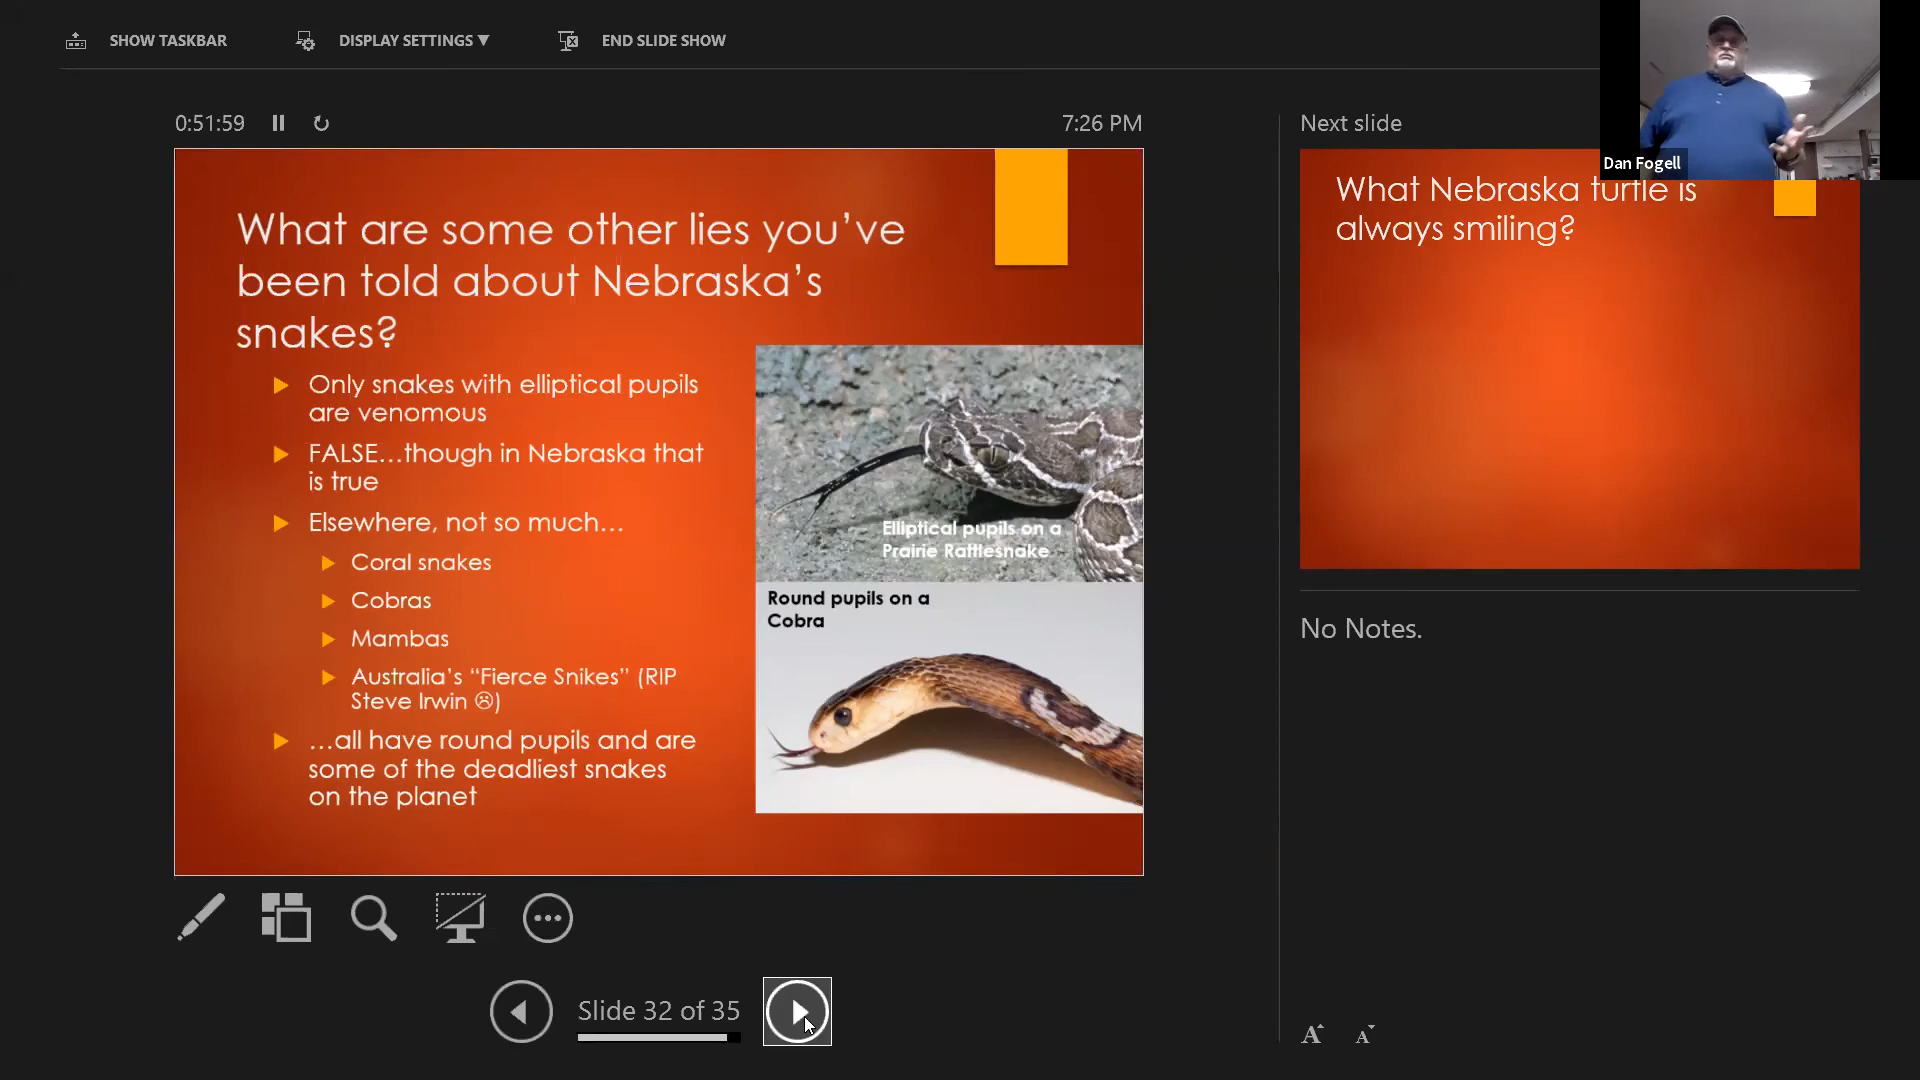 SHOW TASKBAR
DISPLAY SETTINGS ▼
END SLIDE SHOW
0:51:59
7:26 PM
Next slide
Dan Fogell
What are some other lies you’ve
been told about Nebraska’s
snakes?
Only snakes with elliptical pupils
are venomous
FALSE…though in Nebraska that
is true
Elsewhere, not so much…
Coral snakes
Cobras
Mambas
Australia’s “Fierce Snikes” (RIP
Steve Irwin ☹)
…all have round pupils and are
some of the deadliest snakes
on the planet
Elliptical pupils on a
Prairie Rattlesnake
Round pupils on a
Cobra
What Nebraska turtle is
always smiling?
No Notes.
Slide 32 of 35
A A